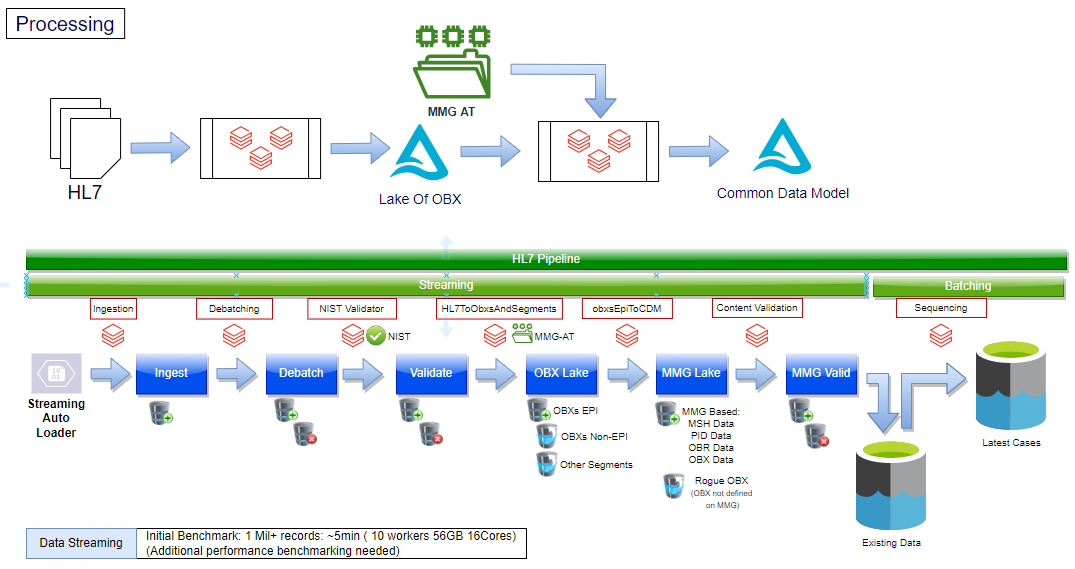 Processing
MMG AT
HL7
Lake Of OBX
Common Data Model
HL7 Pipeline
Streaming
Batching
Ingestion
Debatching
NIST Validator
HL7ToObxsAndSegments
obxsEpiToCDM
Content Validation
Sequencing
NIST
MMG-AT
10
01
Streaming
Auto
Loader
Ingest
Debatch
Validate
OBX Lake
MMG Lake
MMG Valid
OBXs EPI
OBXs Non-EPI
Other Segments
MMG Based:
MSH Data
PID Data
OBR Data
OBX Data
Rogue OBX
(OBX not defined
on MMG)
Latest Cases
Existing Data
Data Streaming
Initial Benchmark: 1 Mil+ records: ~5min ( 10 workers 56GB 16Cores)
(Additional performance benchmarking needed)